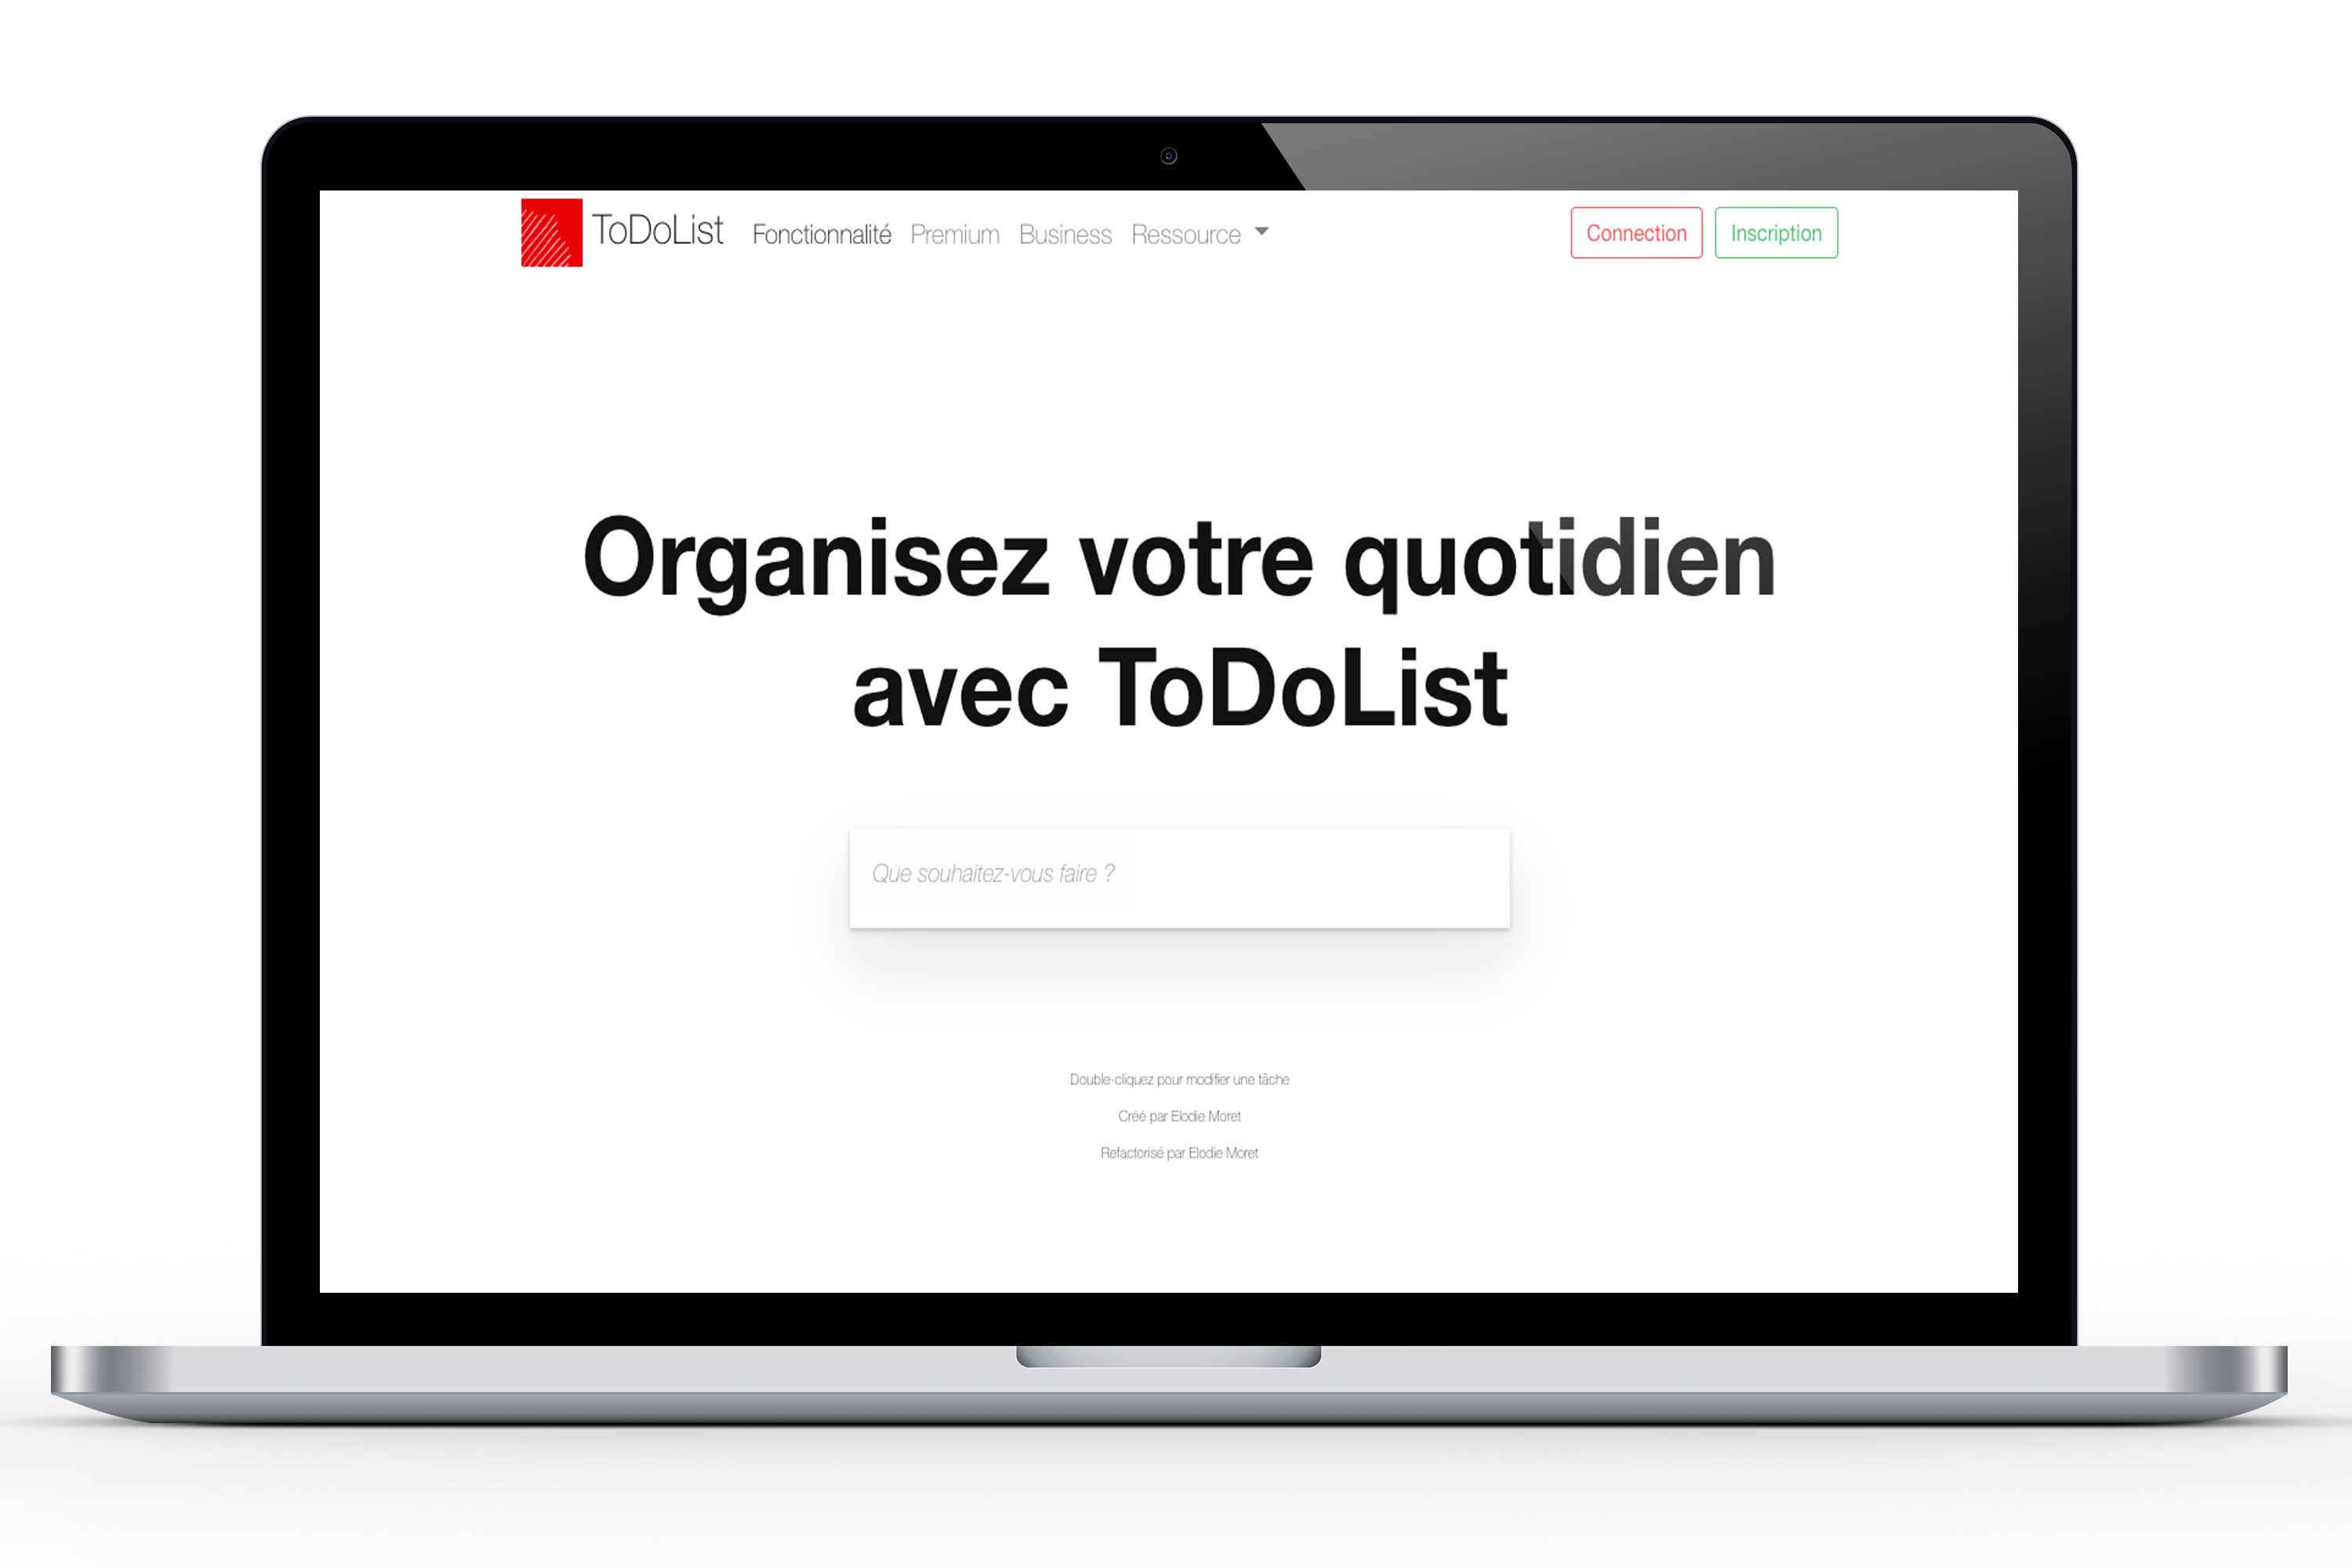 ToDoList Fonctionnalité Premium Business Ressource Connection Inscription
Organisez votre quotidien
avec ToDoList
Que souhaitez-vous faire ?
Double-cliquez pour modifier une tâche
Créé par Elodie Moret
Refactorisé par Elodie Moret